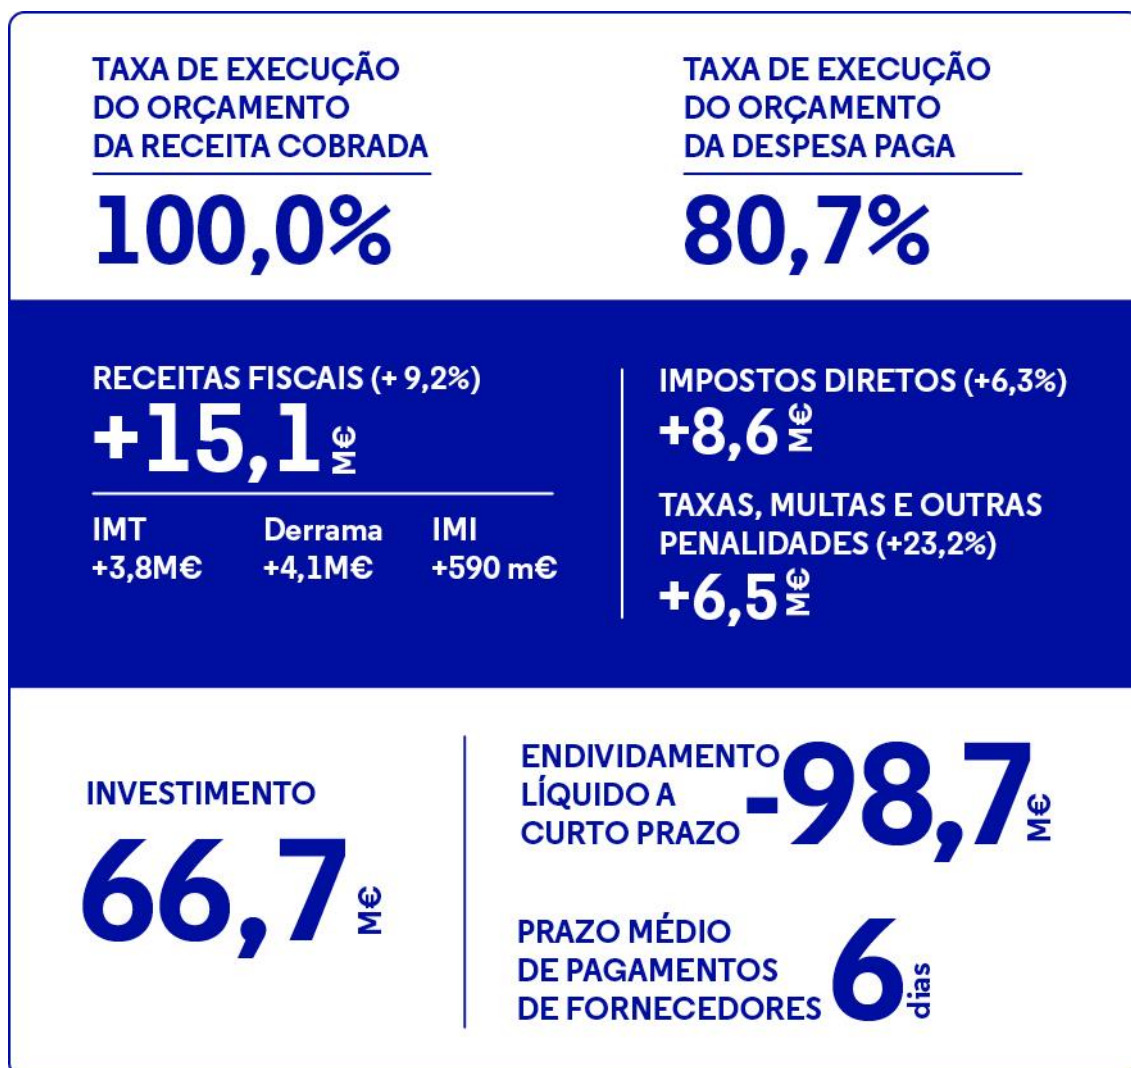 TAXA DE EXECUÇÃO
DO ORÇAMENTO
DA RECEITA COBRADA
100,0%
TAXA DE EXECUÇÃO
DO ORÇAMENTO
DA DESPESA PAGA
80,7%
RECEITAS FISCAIS (+ 9,2%)
+15,1 M€
IMT
+3,8M€
Derrama
+4,1M€
IMI
+590 m€
IMPOSTOS DIRETOS (+6,3%)
+8,6 M€
TAXAS, MULTAS E OUTRAS
PENALIDADES (+23,2%)
+6,5 M€
INVESTIMENTO
66,7 M€
ENDIVIDAMENTO
LÍQUIDO A
CURTO PRAZO
-98,7 M€
PRAZO MÉDIO
DE PAGAMENTOS
DE FORNECEDORES
6 dias